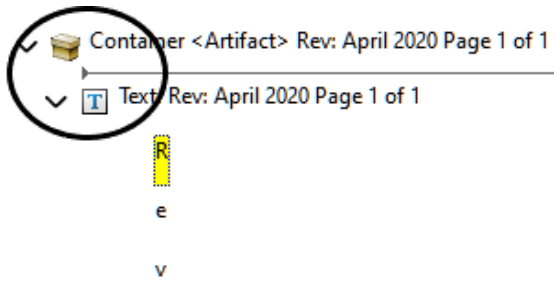 Container <Artifact> Rev: April 2020 Page 1 of 1
T Text: Rev: April 2020 Page 1 of 1
R
e
v